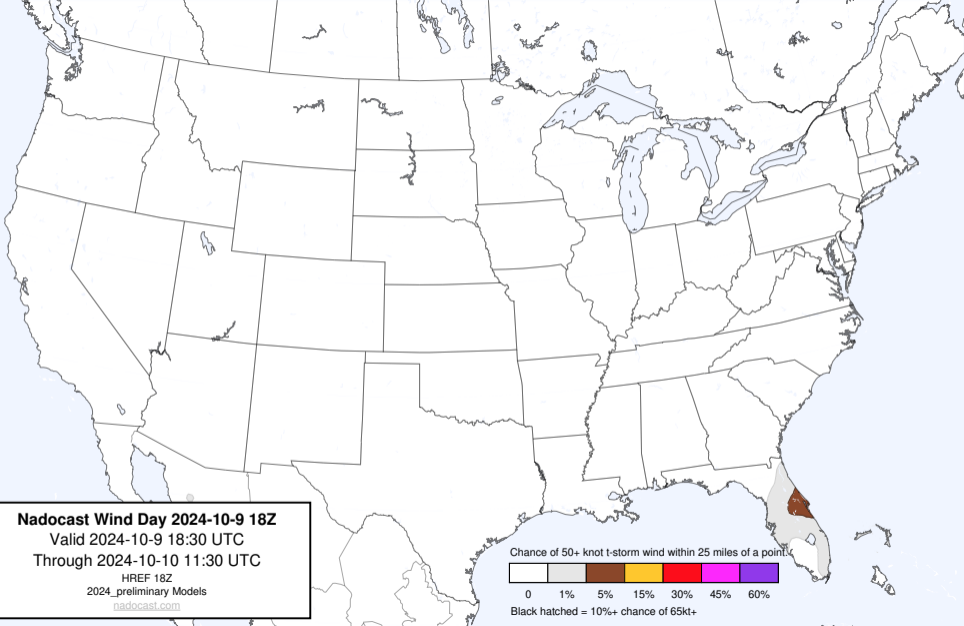 Nadocast Wind Day 2024-10-9 18Z
Valid 2024-10-9 18:30 UTC
Through 2024-10-10 11:30 UTC
HREF 18Z
2024_preliminary Models
nadocast.com
Chance of 50+ knot t-storm wind within 25 miles of a point.
0 1% 5% 15% 30% 45% 60%
Black hatched = 10%+ chance of 65kt+